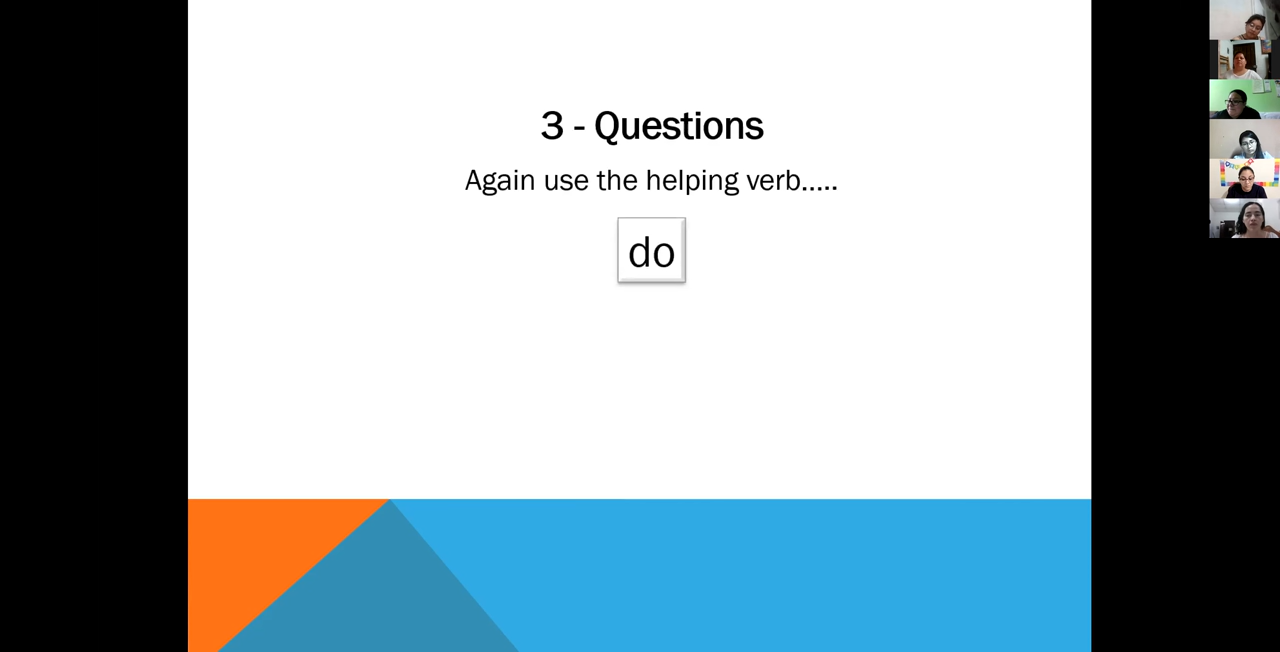 3 - Questions
Again use the helping verb.....
do